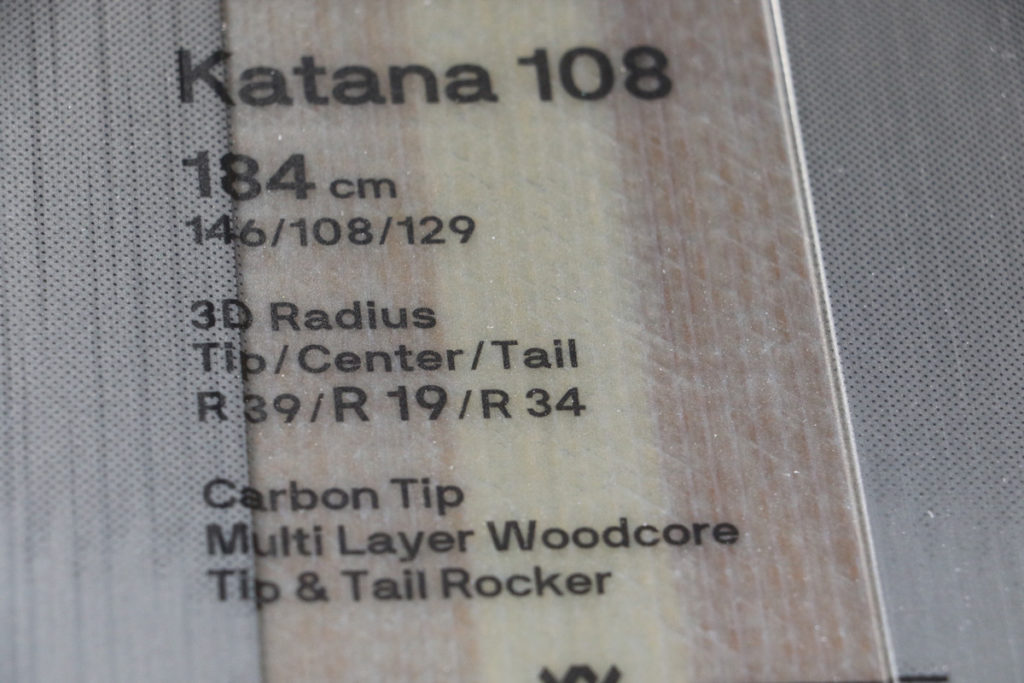 Katana 108
184 cm
146/108/129
3D Radius
Tip/Center/Tail
R 39/R 19/R 34
Carbon Tip
Multi Layer Woodcore
Tip & Tail Rocker